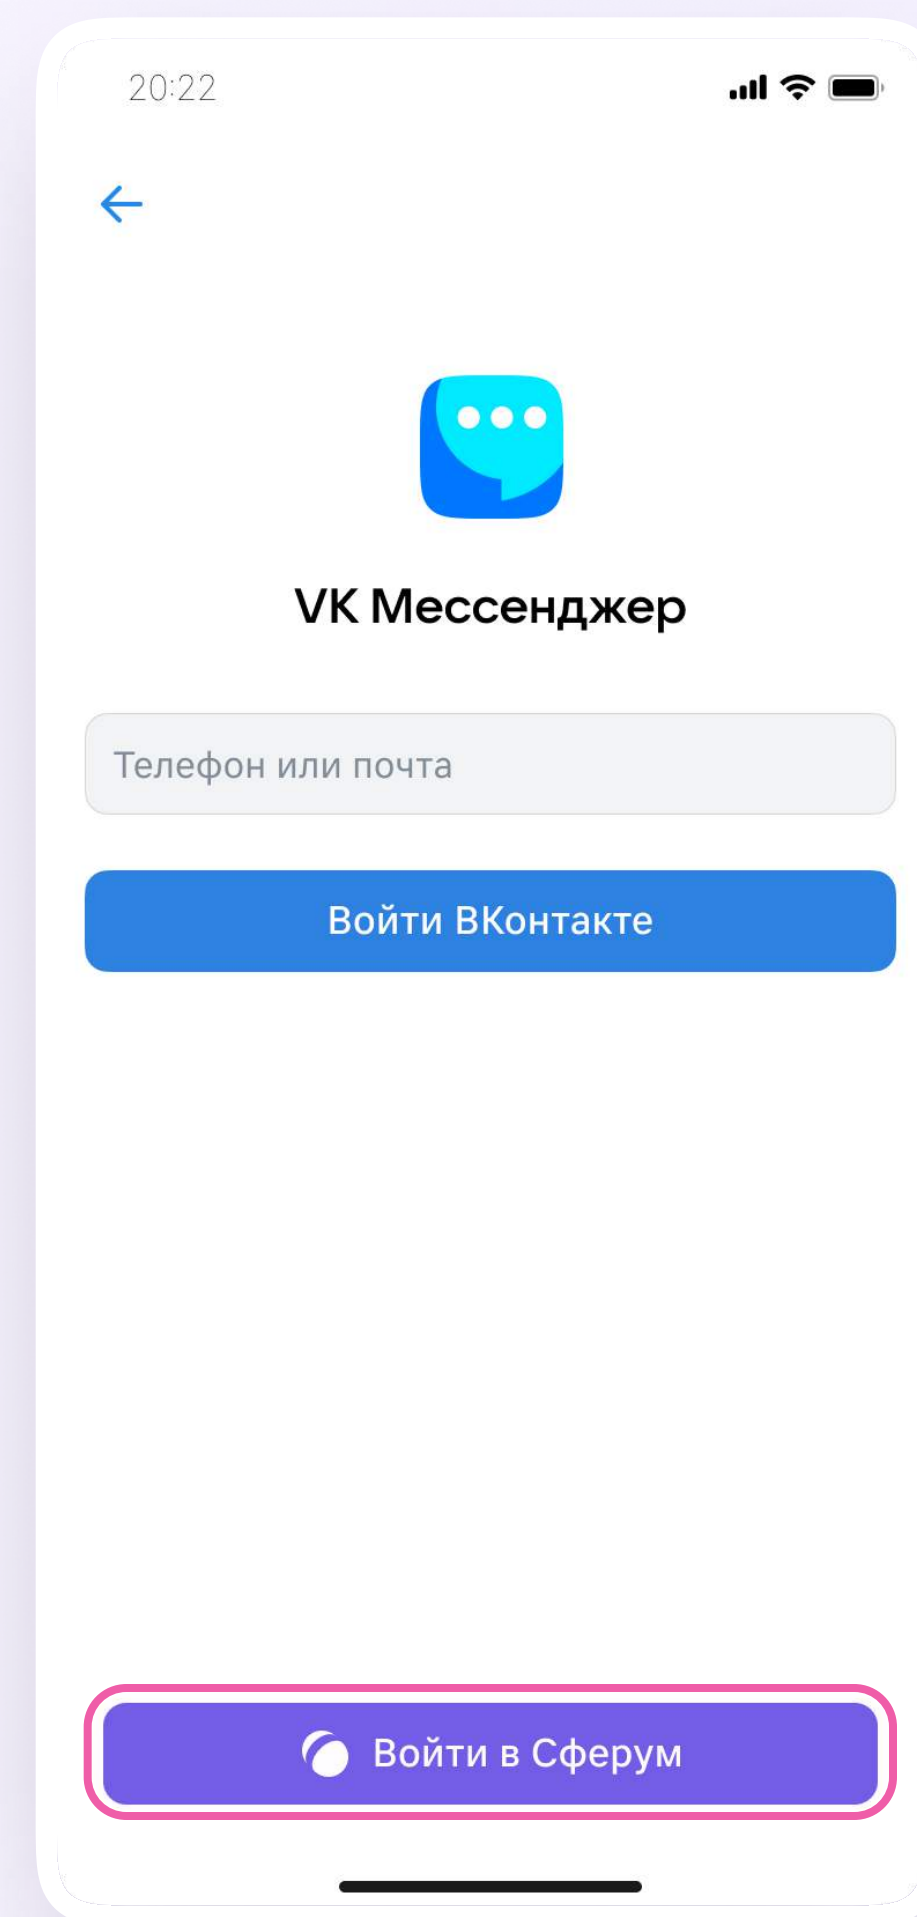 20:22
VK Мессенджер
Телефон или почта
Войти ВКонтакте
Войти в Сферум